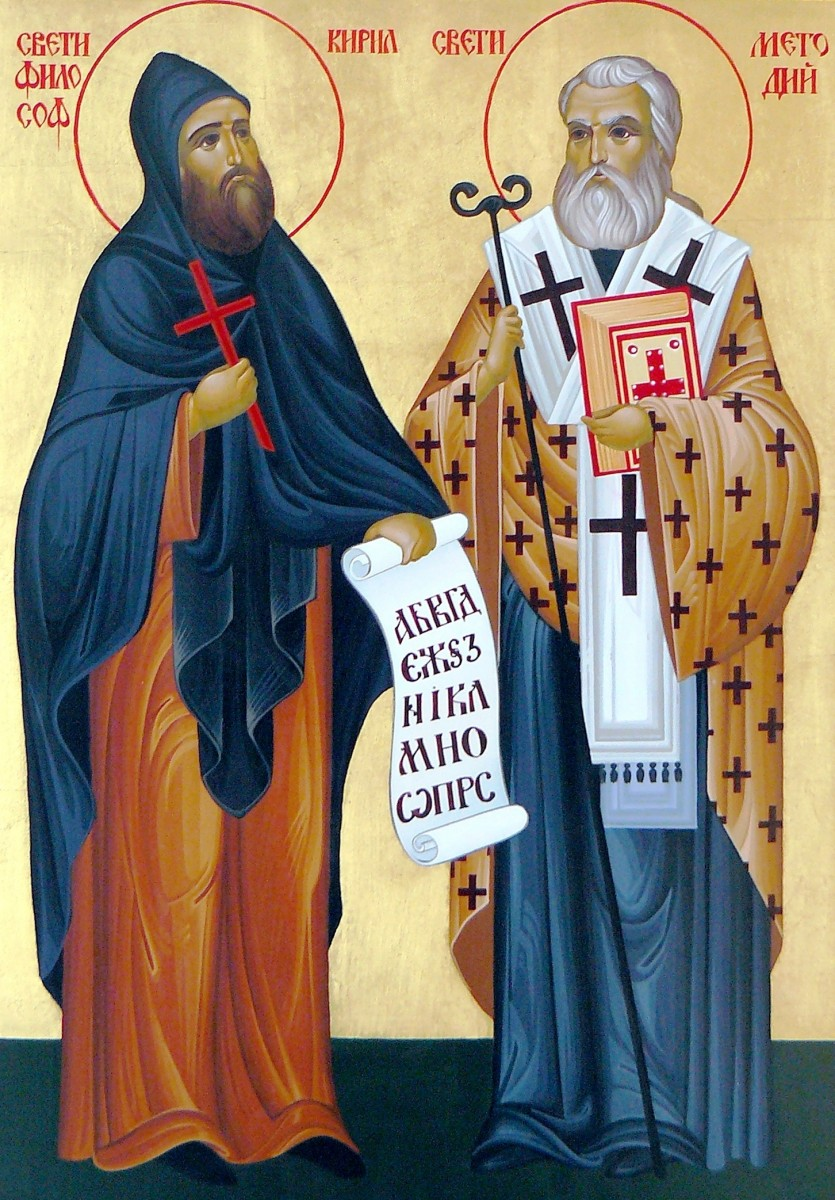 СВЕТИ
ФИЛО
СОФ
КИРИЛ
СВЕТИ
МЕТО
ДИЙ
АБВГД
ЄЖЅЗ
НІКЛ
МНО
ѠПРС